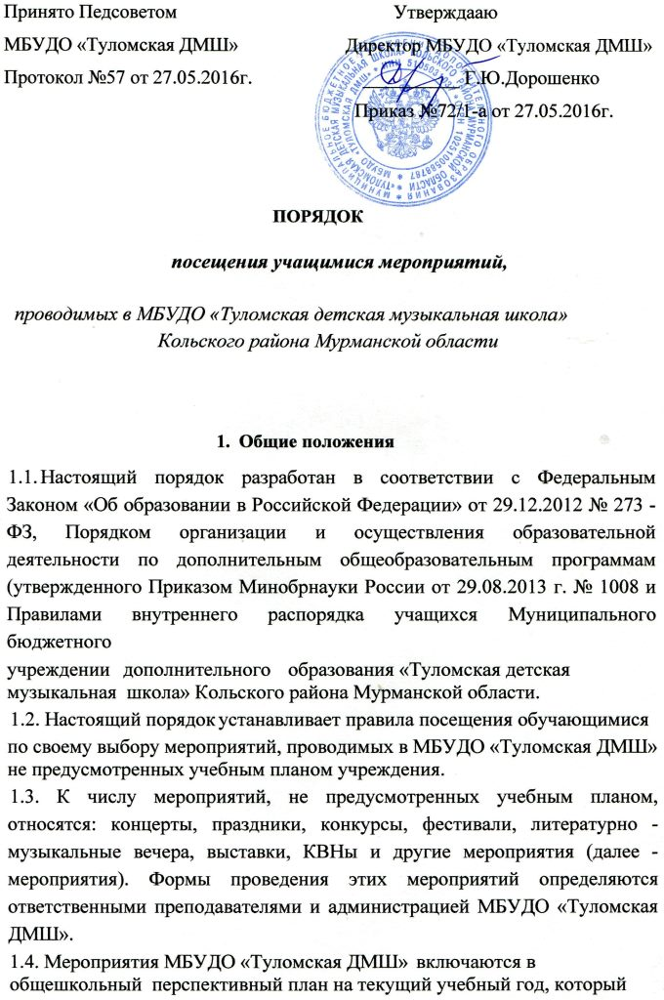 Принято Педсоветом Утверждааю
МБУДО «Туломская ДМШ» Директор МБУДО «Туломская ДМШ»
Протокол №57 от 27.05.2016г. Г.Ю.Дорошенко
Приказ №72/1-а от 27.05.2016г.
ПОРЯДОК
посещения учащимися мероприятий,
проводимых в МБУДО «Туломская детская музыкальная школа»
Кольского района Мурманской области
1. Общие положения
1.1. Настоящий порядок разработан в соответствии с Федеральным
Законом «Об образовании в Российской Федерации» от 29.12.2012 № 273 -
ФЗ, Порядком организации и осуществления образовательной
деятельности по дополнительным общеобразовательным программам
(утвержденного Приказом Минобрнауки России от 29.08.2013 г. № 1008 и
Правилами внутреннего распорядка учащихся Муниципального
бюджетного
учреждении дополнительного образования «Туломская детская
музыкальная школа» Кольского района Мурманской области.
1.2. Настоящий порядок устанавливает правила посещения обучающимися
по своему выбору мероприятий, проводимых в МБУДО «Туломская ДМШ»
не предусмотренных учебным планом учреждения.
1.3. К числу мероприятий, не предусмотренных учебным планом,
относятся: концерты, праздники, конкурсы, фестивали, литературно -
музыкальные вечера, выставки, КВНы и другие мероприятия (далее -
мероприятия). Формы проведения этих мероприятий определяются
ответственными преподавателями и администрацией МБУДО «Туломская
ДМШ».
1.4. Мероприятия МБУДО «Туломская ДМШ» включаются в
общешкольный перспективный план на текущий учебный год, который